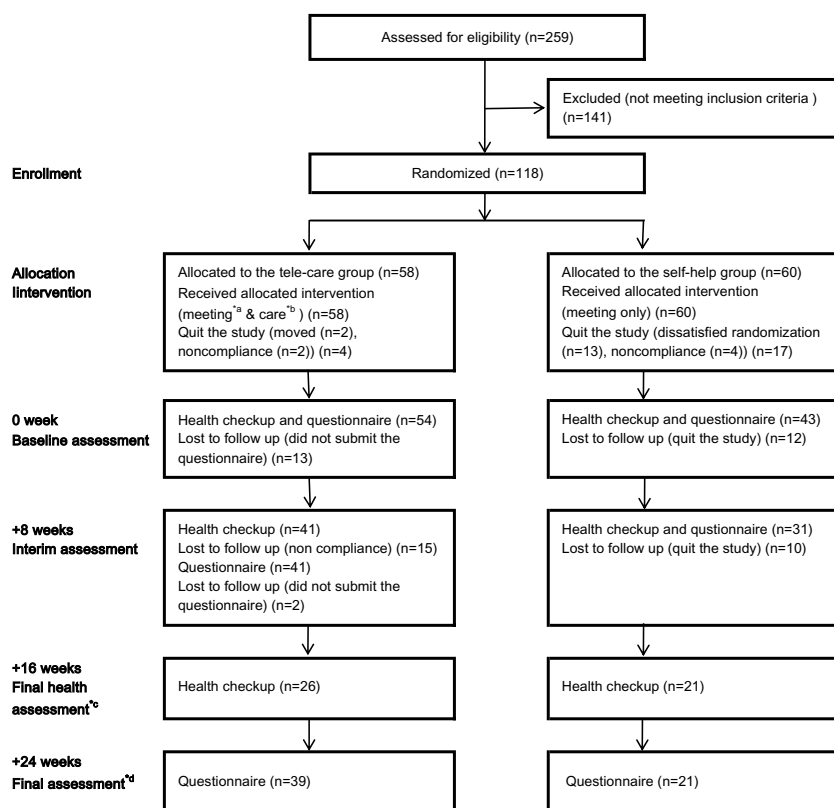 Assessed for eligibility (n=259)
Excluded (not meeting inclusion criteria )
(n=141)
Enrollment
Randomized (n=118)
Allocation
Iintervention
Allocated to the tele-care group (n=58)
Received allocated intervention
(meeting*a & care*b ) (n=58)
Quit the study (moved (n=2),
noncompliance (n=2)) (n=4)
Allocated to the self-help group (n=60)
Received allocated intervention
(meeting only) (n=60)
Quit the study (dissatisfied randomization
(n=13), noncompliance (n=4)) (n=17)
0 week
Baseline assessment
Health checkup and questionnaire (n=54)
Lost to follow up (did not submit the
questionnaire) (n=13)
Health checkup and questionnaire (n=43)
Lost to follow up (quit the study) (n=12)
+8 weeks
Interim assessment
Health checkup (n=41)
Lost to follow up (non compliance) (n=15)
Questionnaire (n=41)
Lost to follow up (did not submit the
questionnaire) (n=2)
Health checkup and qustionnaire (n=31)
Lost to follow up (quit the study) (n=10)
+16 weeks
Final health
assessment*c
Health checkup (n=26)
Health checkup (n=21)
+24 weeks
Final assessment*d
Questionnaire (n=39)
Questionnaire (n=21)